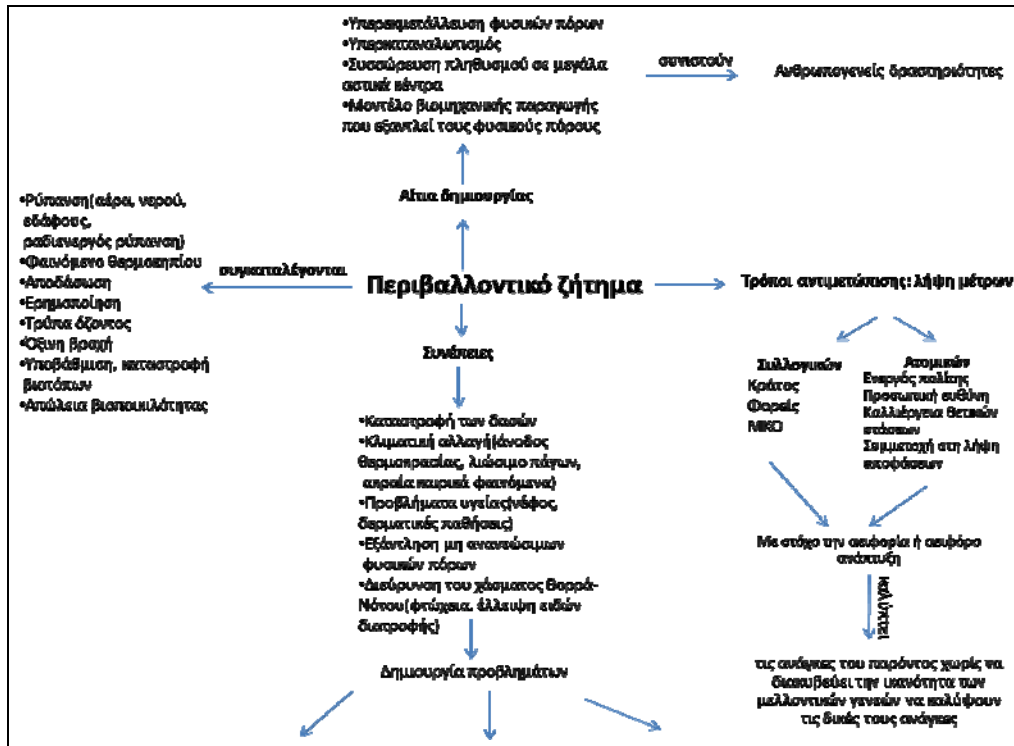 •Υπερεκμετάλλευση φυσικών πόρων
•Υπερκαταναλωτισμός
•Συσσώρευση πληθυσμού σε μεγάλα
αστικά κέντρα
•Μοντέλο βιομηχανικής παραγωγής
που εξαντλεί τους φυσικούς πόρους
συνιστούν
Ανθρωπογενείς δραστηριότητες
Αίτια δημιουργίας
•Ρύπανση(αέρα, νερού,
εδάφους,
ραδιενεργός ρύπανση)
•Φαινόμενο θερμοκηπίου
•Αποδάσωση
•Ερημοποίηση
•Τρύπα όζοντος
•Όξινη βροχή
•Υποβάθμιση, καταστροφή
βιοτόπων
•Απώλεια βιοποικιλότητας
συγκαταλέγονται
Περιβαλλοντικό ζήτημα
Τρόποι αντιμετώπισης: λήψη μέτρων
Συνέπειες
•Καταστροφή των δασών
•Κλιματική αλλαγή(άνοδος
θερμοκρασίας, λιώσιμο πάγων,
ακραία καιρικά φαινόμενα)
•Προβλήματα υγείας(νέφος,
δερματικές παθήσεις)
•Εξάντληση μη ανανεώσιμων
φυσικών πόρων
•Διεύρυνση του χάσματος Βορρά-
Νότου(φτώχεια. έλλειψη ειδών
διατροφής)
Δημιουργία προβλημάτων
Συλλογικών
Κράτος
Φορείς
ΜΚΟ
Ατομικών
Ενεργός πολίτης
Προσωπική ευθύνη
Καλλιέργεια θετικών
στάσεων
Συμμετοχή στη λήψη
αποφάσεων
Με στόχο την αειφορία ή αειφόρο
ανάπτυξη
καλύπτει
τις ανάγκες του παρόντος χωρίς να
διακυβεύει την ικανότητα των
μελλοντικών γενεών να καλύψουν
τις δικές τους ανάγκες